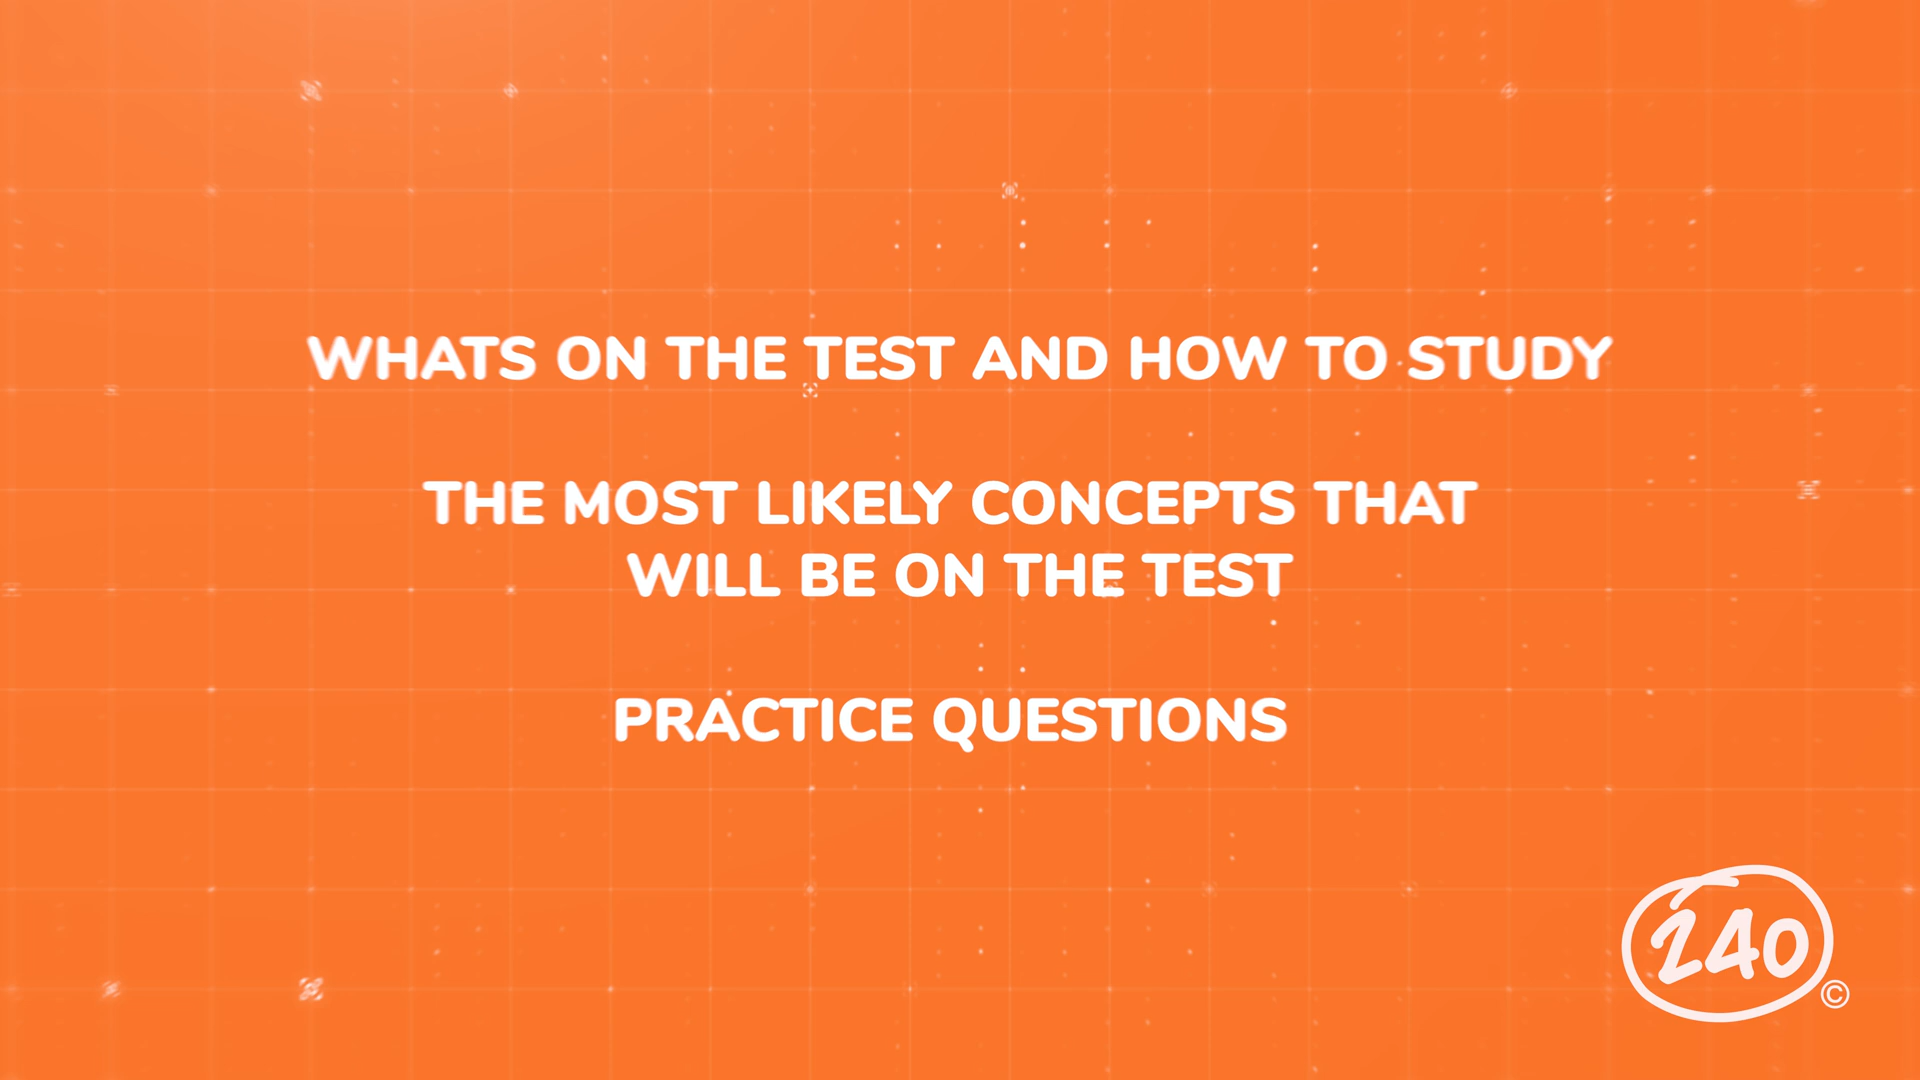 WHATS ON THE TEST AND HOW TO STUDY
THE MOST LIKELY CONCEPTS THAT
WILL BE ON THE TEST
PRACTICE QUESTIONS
240
©